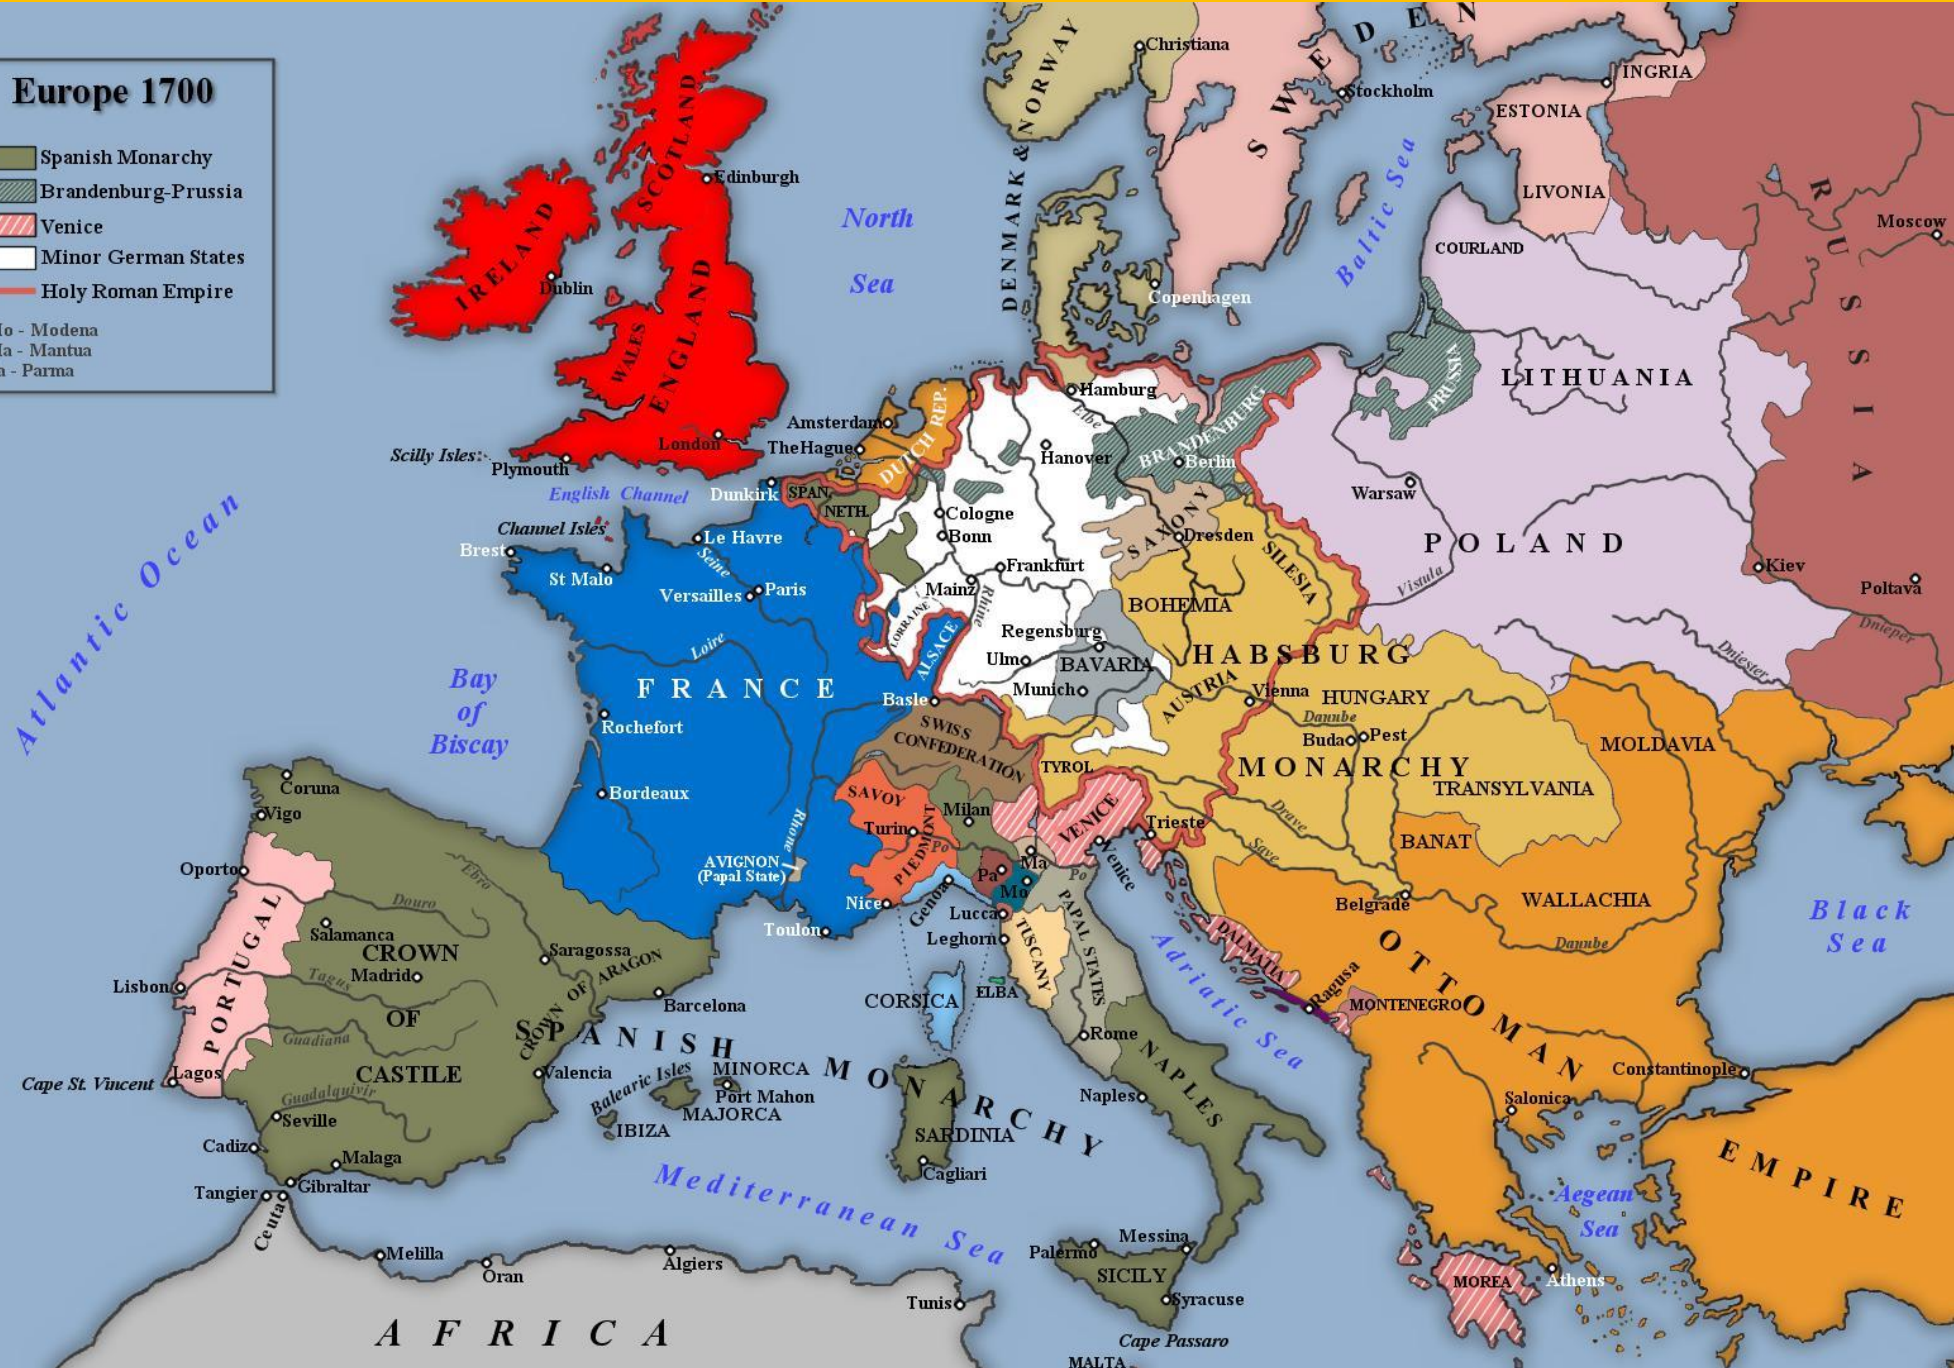 Europe 1700
Spanish Monarchy
Brandenburg-Prussia
Venice
Minor German States
Holy Roman Empire
o - Modena
a - Mantua
a - Parma
NORWAY
DENMARK &
Christiana
SWEDEN
Stockholm
INGRIA
ESTONIA
LIVONIA
COURLAND
RUSSIA
Moscow
SCOTLAND
Edinburgh
North
Sea
Baltic Sea
IRELAND
Dublin
WALES
ENGLAND
Copenhagen
LITHUANIA
PRUSSIA
Hamburg
Elbe
BRANDENBURG
Berlin
Hanover
Amsterdam
The Hague
DUTCH REP.
London
Scilly Isles:
Plymouth
English Channel
Dunkirk
SPAN.
NETH.
Channel Isles
Cologne
Bonn
SAXONY
Dresden
SILESIA
Warsaw
POLAND
Vistula
Kiev
Poltava
Dnieper
Dniester
Atlantic Ocean
Brest
St Malo
Le Havre
Seine
Versailles
Paris
Frankfurt
Mainz
Rhine
LORRAINE
ALSACE
Loire
FRANCE
Regensburg
BOHEMIA
Ulm
BAVARIA
Munich
HABSBURG
AUSTRIA
Vienna
HUNGARY
Danube
Buda
Pest
MONARCHY
TRANSYLVANIA
MOLDAVIA
Bay
of
Biscay
Rochefort
Basle
SWISS
CONFEDERATION
TYROL
Bordeaux
SAVOY
Turin
PIEDMONT
Milan
Po
VENICE
Trieste
Venice
Drave
Save
BANAT
Coruna
Vigo
Oporto
Rhone
AVIGNON
(Papal State)
Nice
Genoa
Pa
Ma
Mo
Po
Lucca
Leghorn
TUSCANY
PAPAL STATES
Toulon
Belgrade
WALLACHIA
Danube
Black
Sea
Ebro
Douro
PORTUGAL
Salamanca
CROWN
Madrid
Tagus
Saragossa
CROWN OF ARAGON
Barcelona
CORSICA
ELBA
Adriatic Sea
DALMATIA
Ragusa
MONTENEGRO
OTTOMAN
Lisbon
OF
Guadiana
SPANISH MONARCHY
Rome
NAPLES
Constantinople
Salonica
Cape St. Vincent
Lagos
CASTILE
Valencia
Balearic Isles
MINORCA
Port Mahon
MAJORCA
IBIZA
Naples
Guadalquivir
Seville
SARDINIA
Cagliari
EMPIRE
Cadiz
Malaga
Gibraltar
Tangier
Ceuta
Mediterranean Sea
Aegean
Sea
Melilla
Oran
Algiers
Palermo
Messina
SICILY
Syracuse
MOREA
Athens
Tunis
AFRICA
Cape Passaro
MALTA